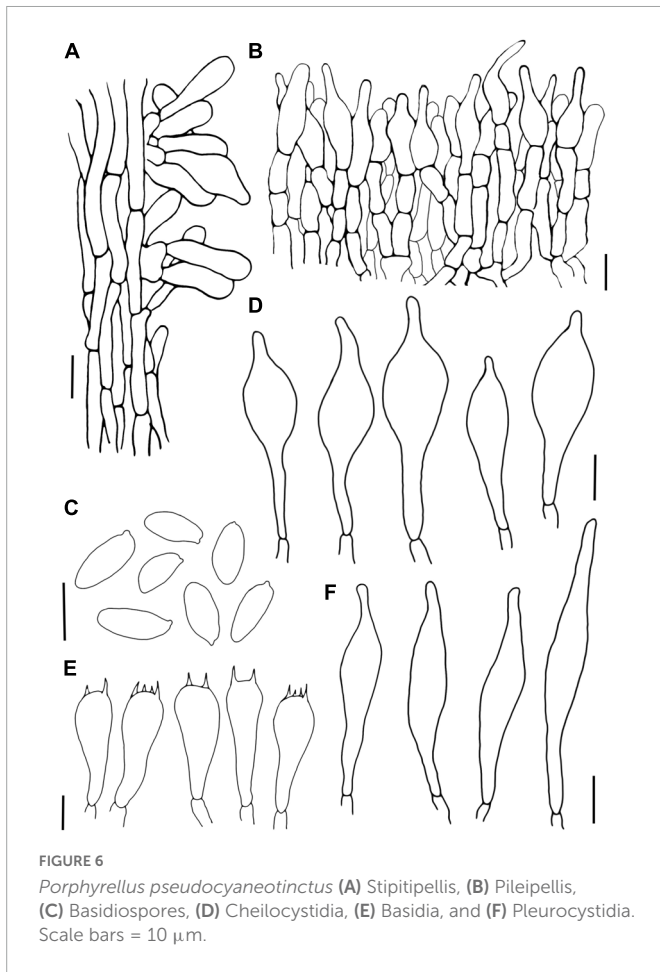 A
B
D
C
F
E
FIGURE 6
Porphyrellus pseudocyaneotinctus (A) Stipitipellis, (B) Pileipellis,
(C) Basidiospores, (D) Cheilocystidia, (E) Basidia, and (F) Pleurocystidia.
Scale bars = 10 μm.